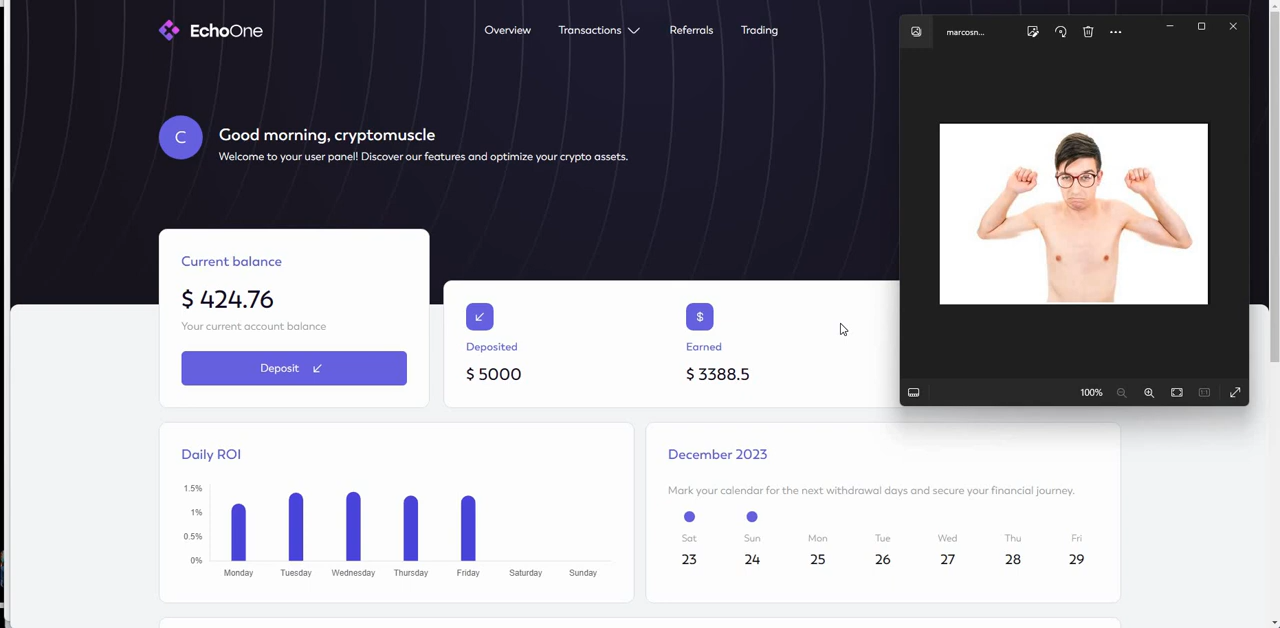 EchoOne
Overview
Transactions
Referrals
Trading
marcosn...
C
Good morning, cryptomuscle
Welcome to your user panel! Discover our features and optimize your crypto assets.
Current balance
$ 424.76
Your current account balance
Deposit
$
Deposited
Earned
$ 5000
$ 3388.5
100%
1:1
Daily ROI
1.5%
1%
0.5%
0%
Monday
Tuesday
Wednesday
Thursday
Friday
Saturday
Sunday
December 2023
Mark your calendar for the next withdrawal days and secure your financial journey.
Sat
Sun
Mon
Tue
Wed
Thu
Fri
23
24
25
26
27
28
29